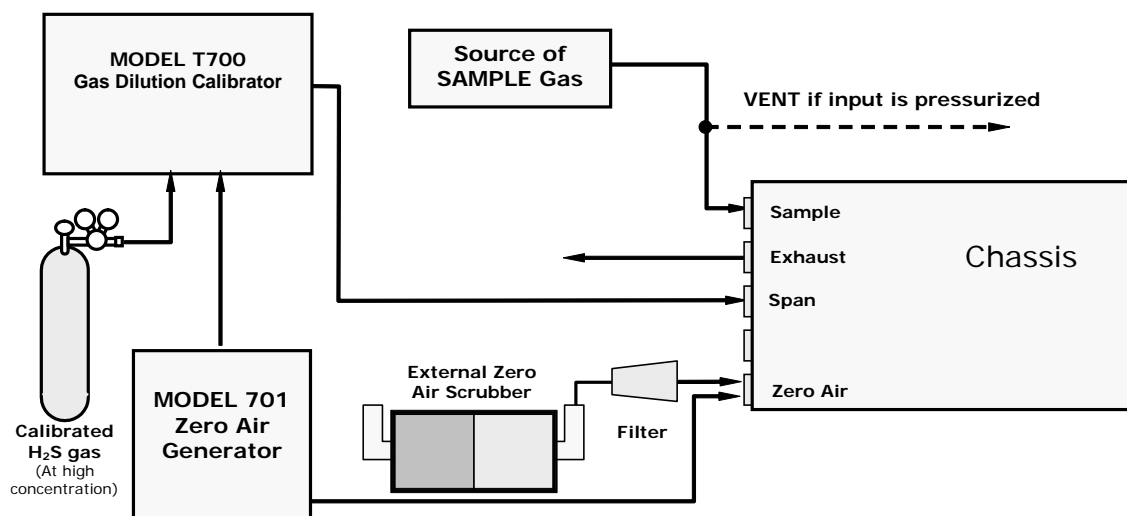 MODEL T700
Gas Dilution Calibrator
Source of
SAMPLE Gas
VENT if input is pressurized
Sample
Exhaust
Span
Zero Air
Chassis
External Zero
Air Scrubber
Filter
MODEL 701
Zero Air
Generator
Calibrated
H₂S gas
(At high
concentration)